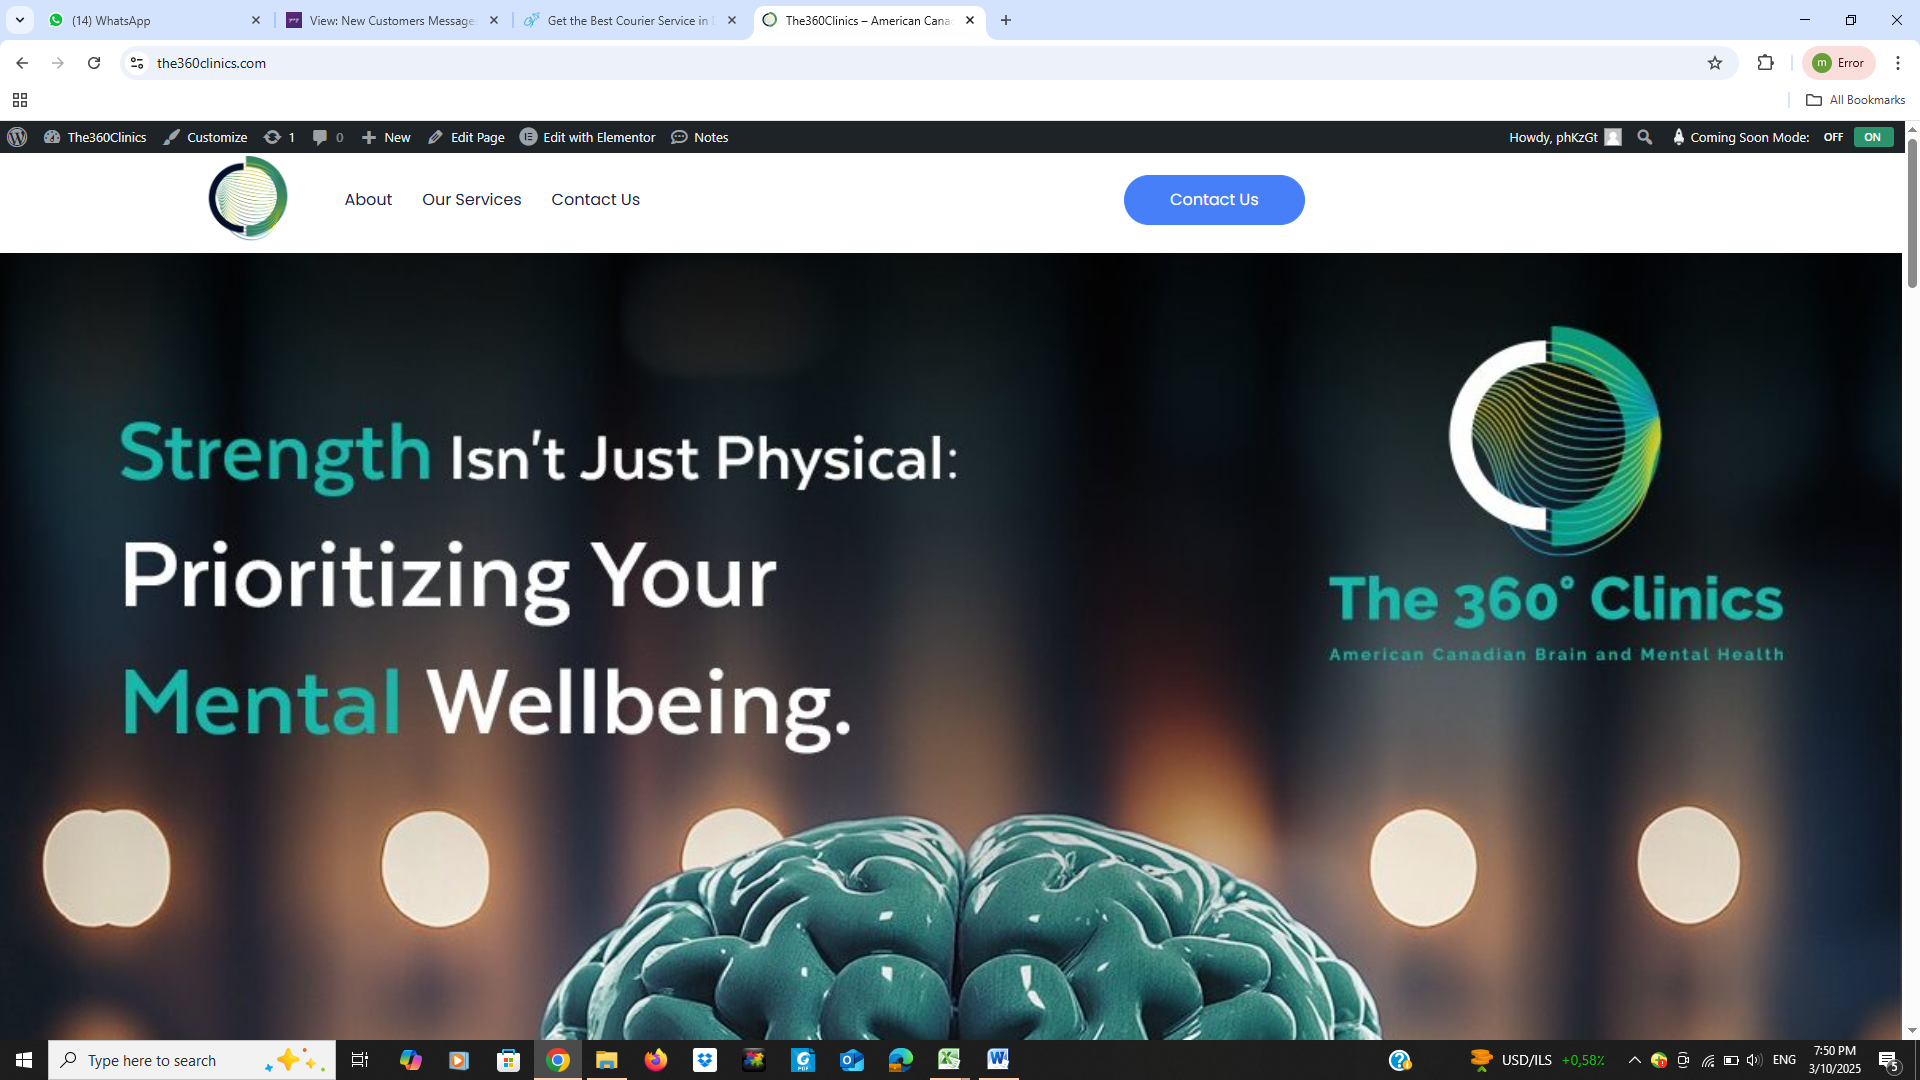 (14) WhatsApp
View: New Customers Message
Get the Best Courier Service in
The360Clinics – American Cana
the360clinics.com
m Error
All Bookmarks
The360Clinics Customize 1 0 New Edit Page Edit with Elementor Notes Howdy, phKzGt Coming Soon Mode: OFF ON
About Our Services Contact Us Contact Us
Strength Isn't Just Physical:
Prioritizing Your
Mental Wellbeing.
The 360° Clinics
American Canadian Brain and Mental Health
Type here to search
USD/ILS +0,58%
ENG
7:50 PM
3/10/2025
5